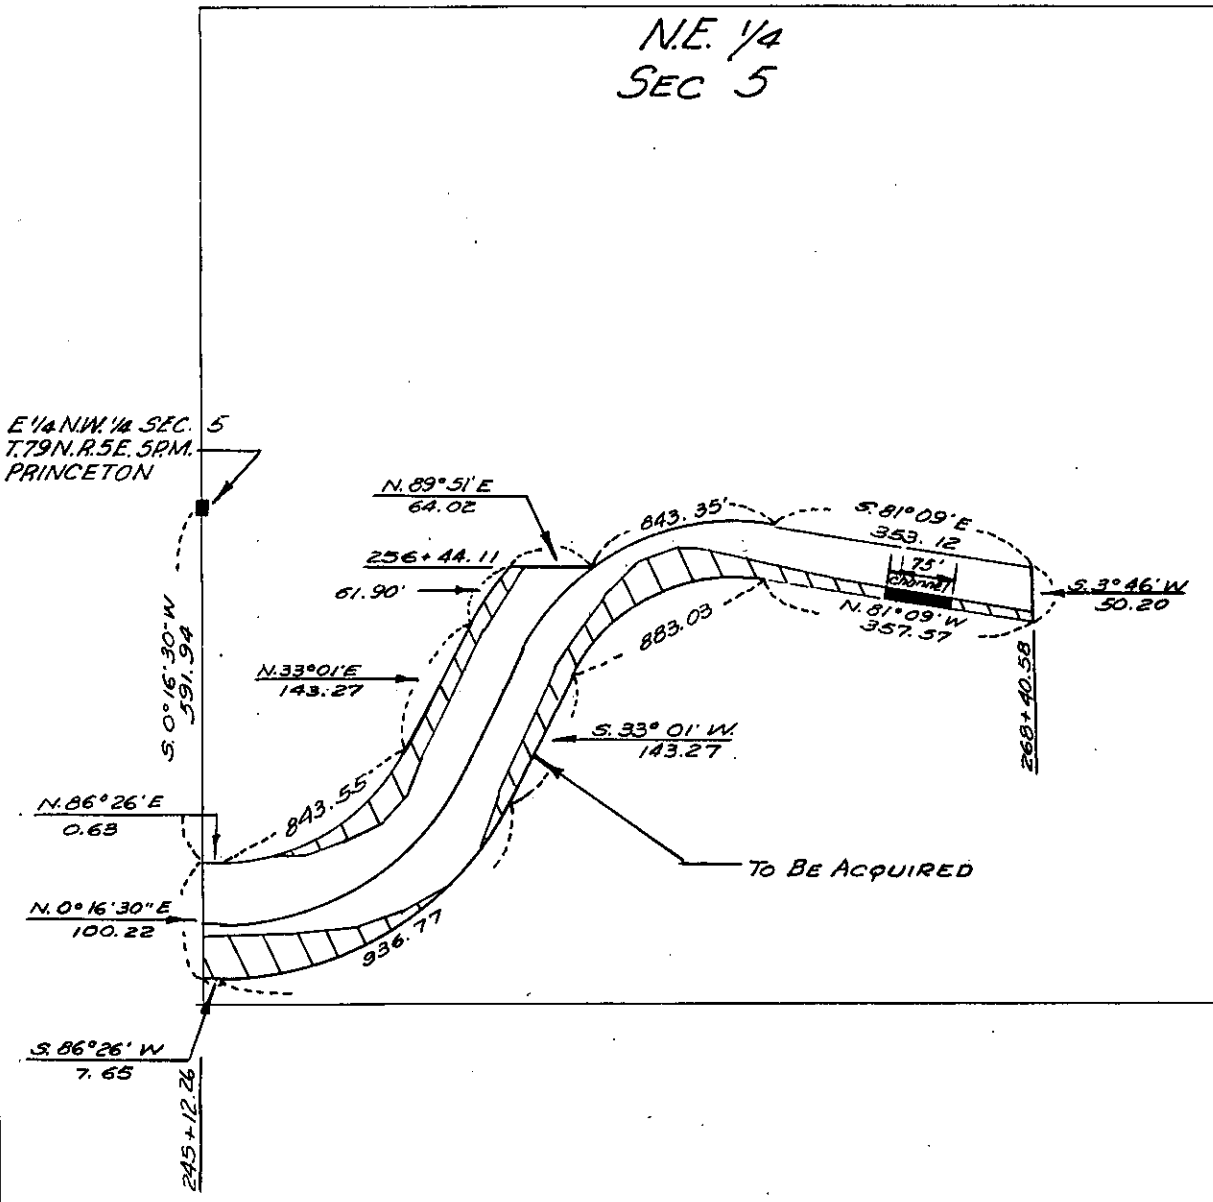 N.E. 1/4
SEC 5
E 1/4 N.W. 1/4 SEC. 5
T.79N.R.5E. 5P.M.
PRINCETON
N. 89° 51' E
64.02
843.35'
S. 81° 09' E
353.12
256+44.11
75'
channel
61.90'
S. 3° 46' W
50.20
N. 81° 09' W
357.57
883.03
S. 0° 16' 30" W
591.94
N. 33° 01' E
143.27
268+40.58
S. 33° 01' W.
143.27
843.55
N. 86° 26' E
0.63
TO BE ACQUIRED
N. 0° 16' 30" E
100.22
936.77
S. 86° 26' W
7.65
245+12.26